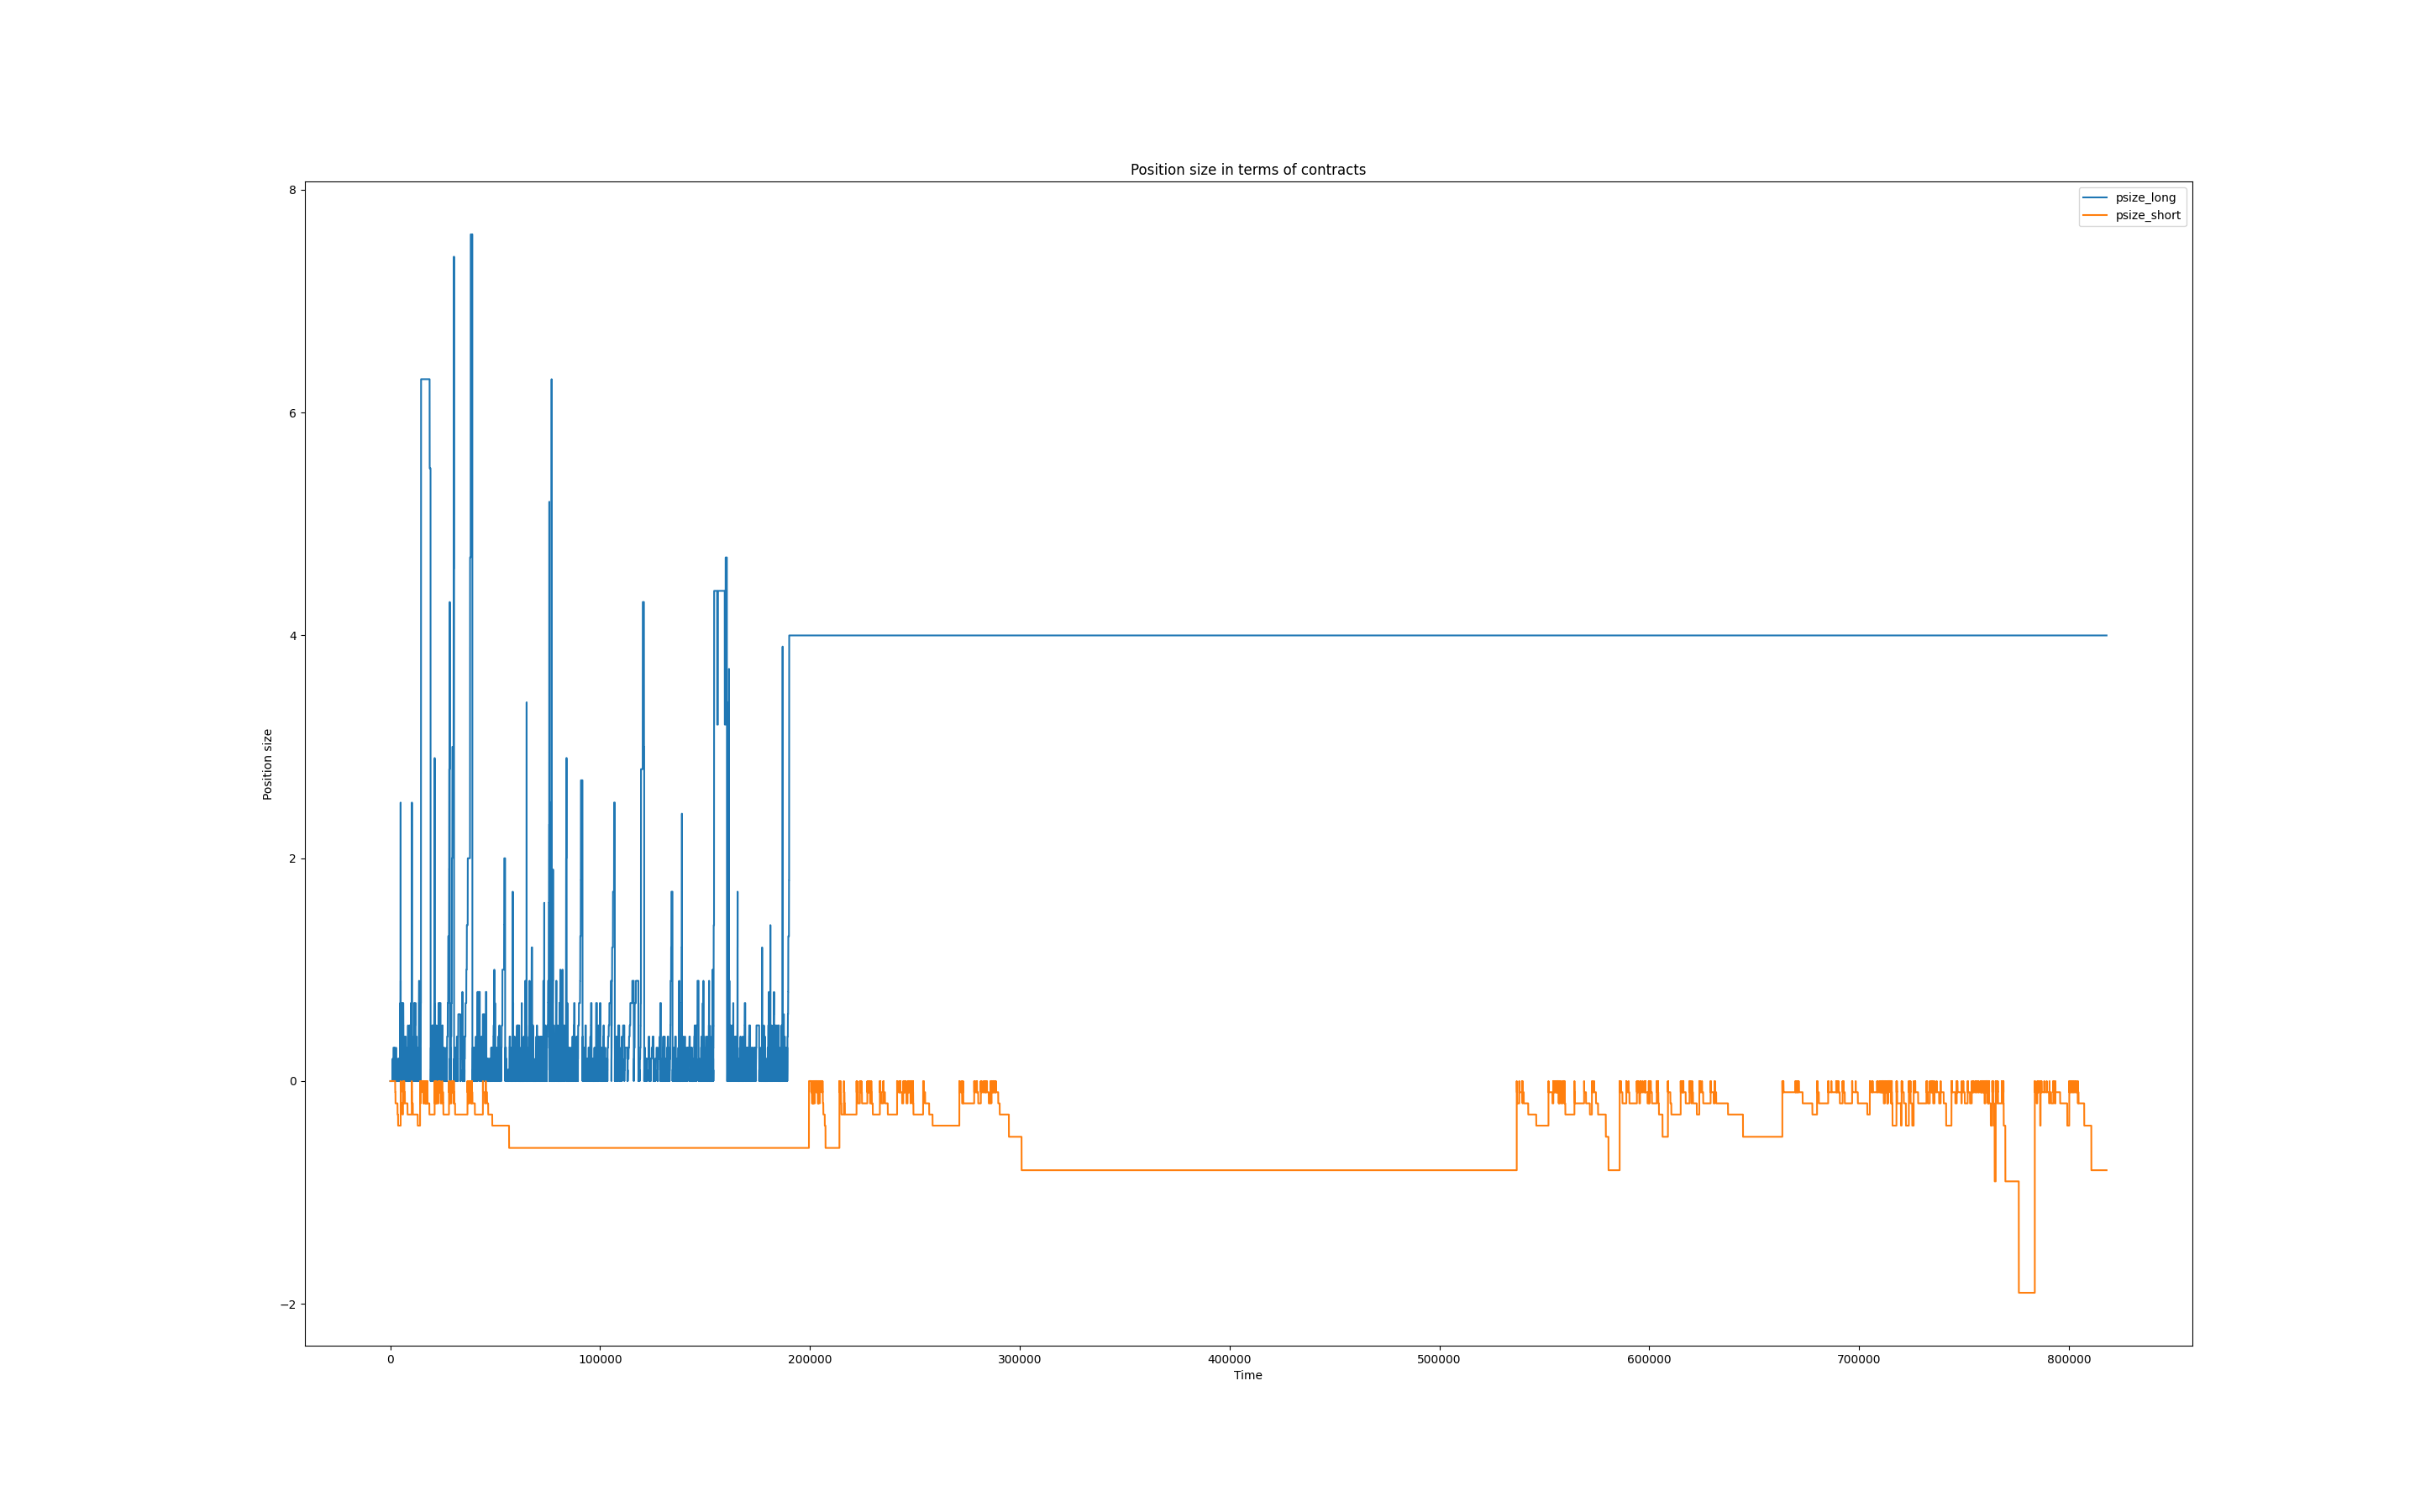 Position size in terms of contracts
psize_long
psize_short
8
6
4
2
0
−2
Position size
0 100000 200000 300000 400000 500000 600000 700000 800000
Time